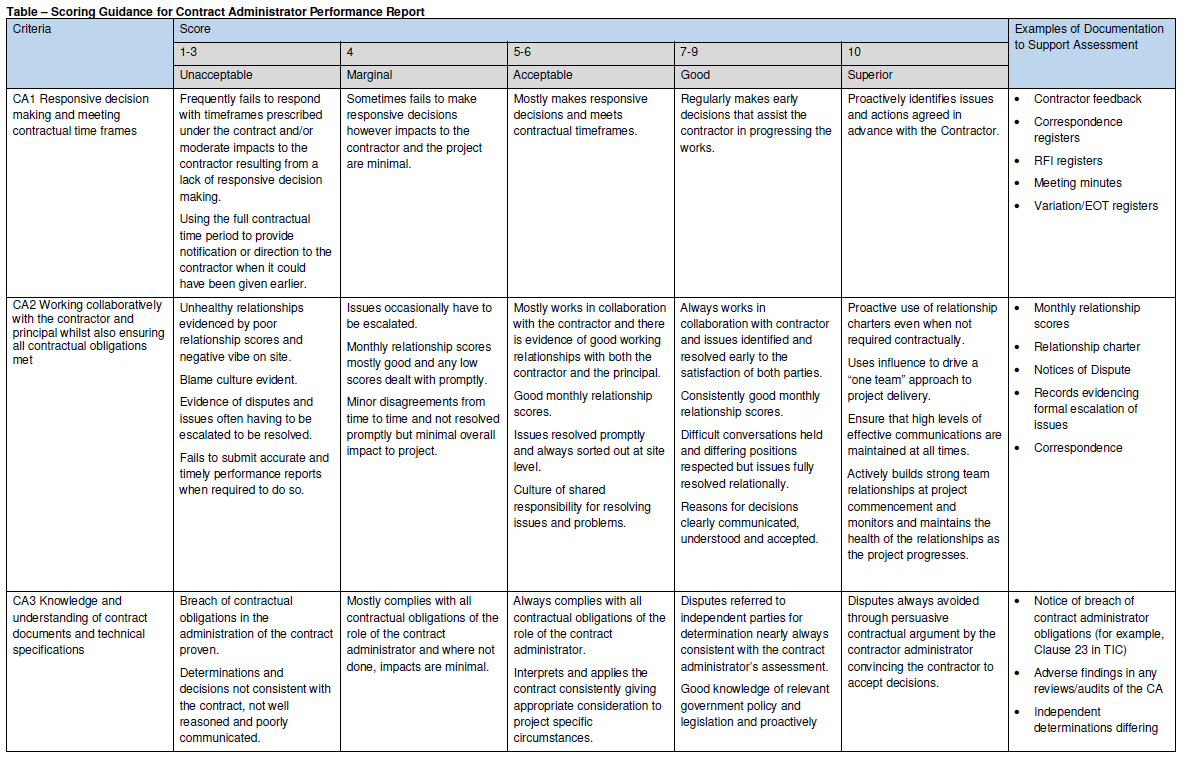 Table – Scoring Guidance for Contract Administrator Performance Report
Criteria
Score
Examples of Documentation
to Support Assessment
1-3
4
5-6
7-9
10
Unacceptable
Marginal
Acceptable
Good
Superior
CA1 Responsive decision
making and meeting
contractual time frames
Frequently fails to respond
with timeframes prescribed
under the contract and/or
moderate impacts to the
contractor resulting from a
lack of responsive decision
making.
Using the full contractual
time period to provide
notification or direction to the
contractor when it could
have been given earlier.
Sometimes fails to make
responsive decisions
however impacts to the
contractor and the project
are minimal.
Mostly makes responsive
decisions and meets
contractual timeframes.
Regularly makes early
decisions that assist the
contractor in progressing the
works.
Proactively identifies issues
and actions agreed in
advance with the Contractor.
• Contractor feedback
• Correspondence
registers
• RFI registers
• Meeting minutes
• Variation/EOT registers
CA2 Working collaboratively
with the contractor and
principal whilst also ensuring
all contractual obligations
met
Unhealthy relationships
evidenced by poor
relationship scores and
negative vibe on site.
Blame culture evident.
Evidence of disputes and
issues often having to be
escalated to be resolved.
Fails to submit accurate and
timely performance reports
when required to do so.
Issues occasionally have to
be escalated.
Monthly relationship scores
mostly good and any low
scores dealt with promptly.
Minor disagreements from
time to time and not resolved
promptly but minimal overall
impact to project.
Mostly works in collaboration
with the contractor and there
is evidence of good working
relationships with both the
contractor and the principal.
Good monthly relationship
scores.
Issues resolved promptly
and always sorted out at site
level.
Culture of shared
responsibility for resolving
issues and problems.
Always works in
collaboration with contractor
and issues identified and
resolved early to the
satisfaction of both parties.
Consistently good monthly
relationship scores.
Difficult conversations held
and differing positions
respected but issues fully
resolved relationally.
Reasons for decisions
clearly communicated,
understood and accepted.
Proactive use of relationship
charters even when not
required contractually.
Uses influence to drive a
“one team” approach to
project delivery.
Ensure that high levels of
effective communications are
maintained at all times.
Actively builds strong team
relationships at project
commencement and
monitors and maintains the
health of the relationships as
the project progresses.
• Monthly relationship
scores
• Relationship charter
• Notices of Dispute
• Records evidencing
formal escalation of
issues
• Correspondence
CA3 Knowledge and
understanding of contract
documents and technical
specifications
Breach of contractual
obligations in the
administration of the contract
proven.
Determinations and
decisions not consistent with
the contract, not well
reasoned and poorly
communicated.
Mostly complies with all
contractual obligations of the
role of the contract
administrator and where not
done, impacts are minimal.
Always complies with all
contractual obligations of the
role of the contract
administrator.
Interprets and applies the
contract consistently giving
appropriate consideration to
project specific
circumstances.
Disputes referred to
independent parties for
determination nearly always
consistent with the contract
administrator’s assessment.
Good knowledge of relevant
government policy and
legislation and proactively
Disputes always avoided
through persuasive
contractual argument by the
contractor administrator
convincing the contractor to
accept decisions.
• Notice of breach of
contract administrator
obligations (for example,
Clause 23 in TIC)
• Adverse findings in any
reviews/audits of the CA
• Independent
determinations differing